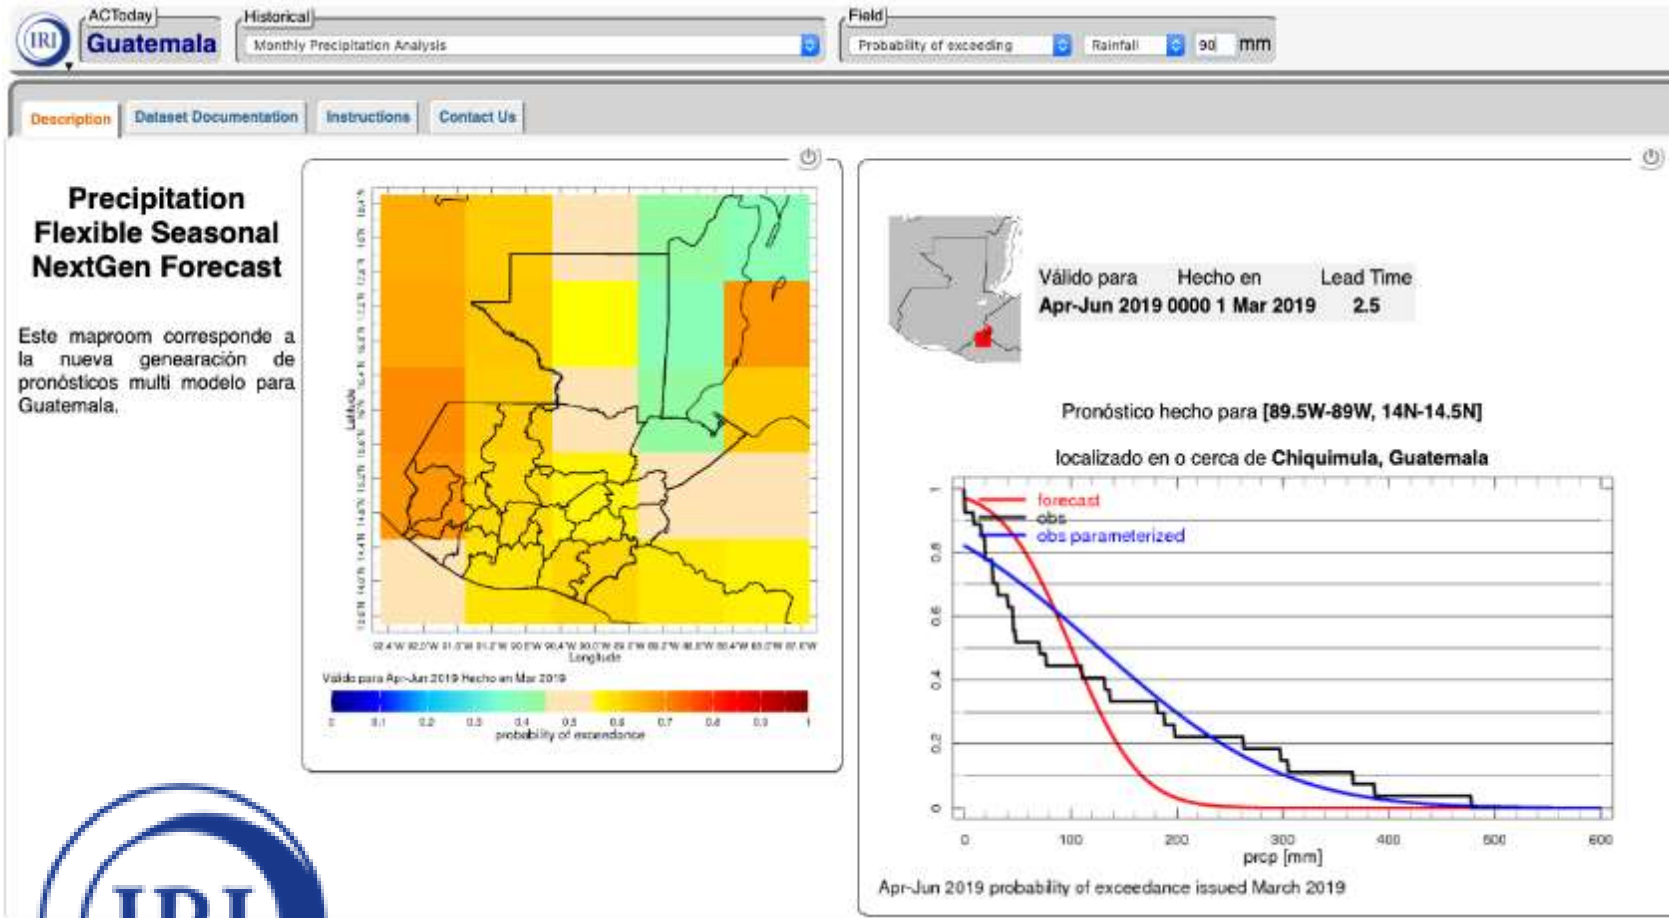 IRI
ACToday
Guatemala
Historical
Monthly Precipitation Analysis
Field
Probability of exceeding
Rainfall
90
mm
Description
Dataset Documentation
Instructions
Contact Us
Precipitation
Flexible Seasonal
NextGen Forecast
Este maproom corresponde a
la nueva genearación de
pronósticos multi modelo para
Guatemala.
Latitude
Longitude
Válido para Apr-Jun 2019 Hecho en Mar 2019
0 0.1 0.2 0.3 0.4 0.5 0.6 0.7 0.8 0.9 1
probability of exceedance
Válido para Hecho en Lead Time
Apr-Jun 2019 0000 1 Mar 2019 2.5
Pronóstico hecho para [89.5W-89W, 14N-14.5N]
localizado en o cerca de Chiquimula, Guatemala
forecast
obs
obs parameterized
1
0.8
0.6
0.4
0.2
0
0 100 200 300 400 500 600
prcp [mm]
Apr-Jun 2019 probability of exceedance issued March 2019
IRI